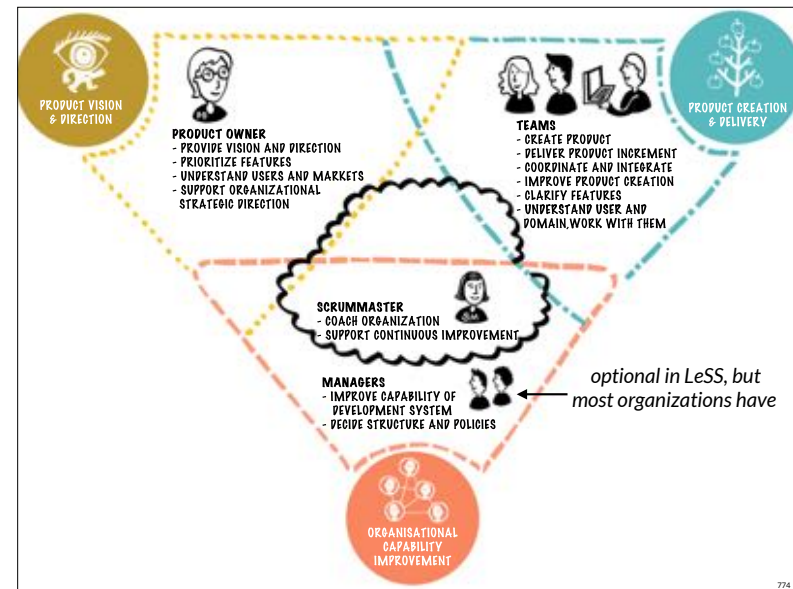 PRODUCT VISION
& DIRECTION
PRODUCT OWNER
- PROVIDE VISION AND DIRECTION
- PRIORITIZE FEATURES
- UNDERSTAND USERS AND MARKETS
- SUPPORT ORGANIZATIONAL
STRATEGIC DIRECTION
TEAMS
- CREATE PRODUCT
- DELIVER PRODUCT INCREMENT
- COORDINATE AND INTEGRATE
- IMPROVE PRODUCT CREATION
- CLARIFY FEATURES
- UNDERSTAND USER AND
DOMAIN,WORK WITH THEM
PRODUCT CREATION
& DELIVERY
SCRUMMASTER
- COACH ORGANIZATION
- SUPPORT CONTINUOUS IMPROVEMENT
MANAGERS
- IMPROVE CAPABILITY OF
DEVELOPMENT SYSTEM
- DECIDE STRUCTURE AND POLICIES
optional in LeSS, but
most organizations have
ORGANISATIONAL
CAPABILITY
IMPROVEMENT
774